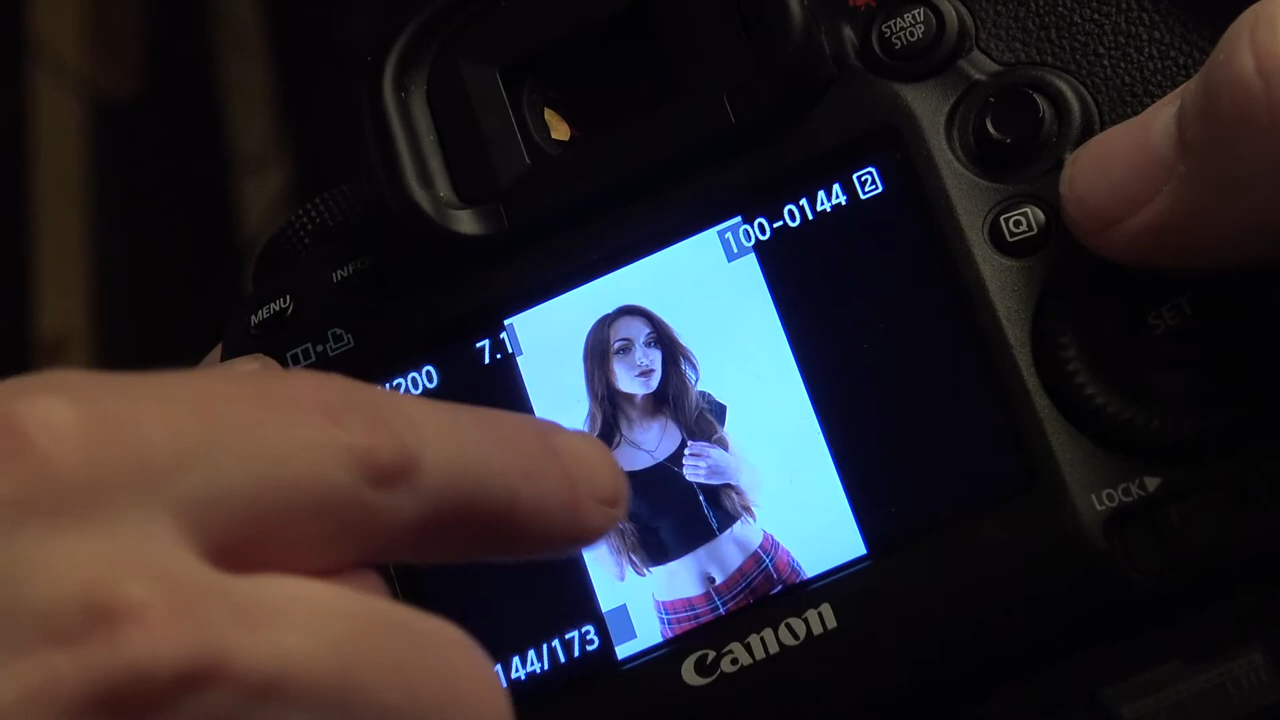 START/
STOP
100-0144 2
Q
INFO
MENU
7.1
200
SET
LOCK
144/173
Canon